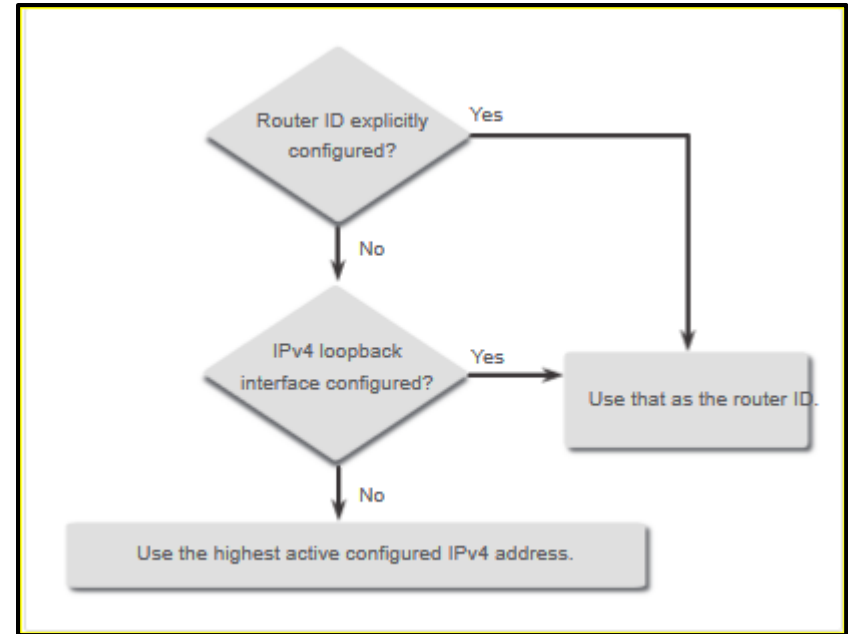 Router ID explicitly
configured?
Yes
No
IPv4 loopback
interface configured?
Yes
Use that as the router ID.
No
Use the highest active configured IPv4 address.